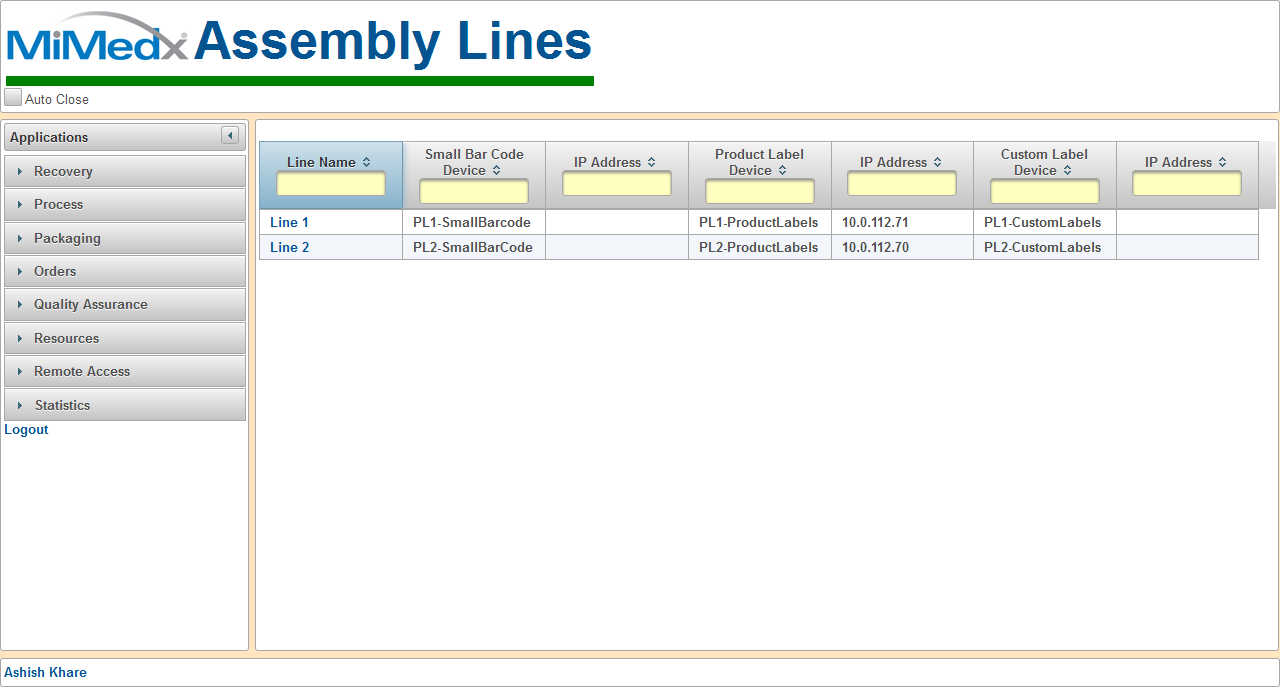 MiMedx® Assembly Lines
Auto Close
Applications
Recovery
Process
Packaging
Orders
Quality Assurance
Resources
Remote Access
Statistics
Logout
Line Name
Small Bar Code
Device
IP Address
Product Label
Device
IP Address
Custom Label
Device
IP Address
Line 1 PL1-SmallBarcode PL1-ProductLabels 10.0.112.71 PL1-CustomLabels
Line 2 PL2-SmallBarCode PL2-ProductLabels 10.0.112.70 PL2-CustomLabels
Ashish Khare